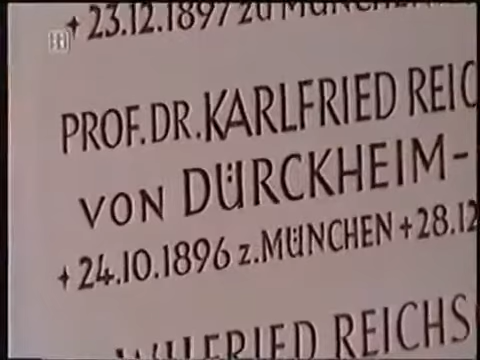 + 23.12.1897 ZU MÜNCHEN
PROF. DR. KARLFRIED REIC
VON DÜRCKHEIM-
+ 24.10.1896 z. MÜNCHEN + 28.12
WILFRIED REICHS